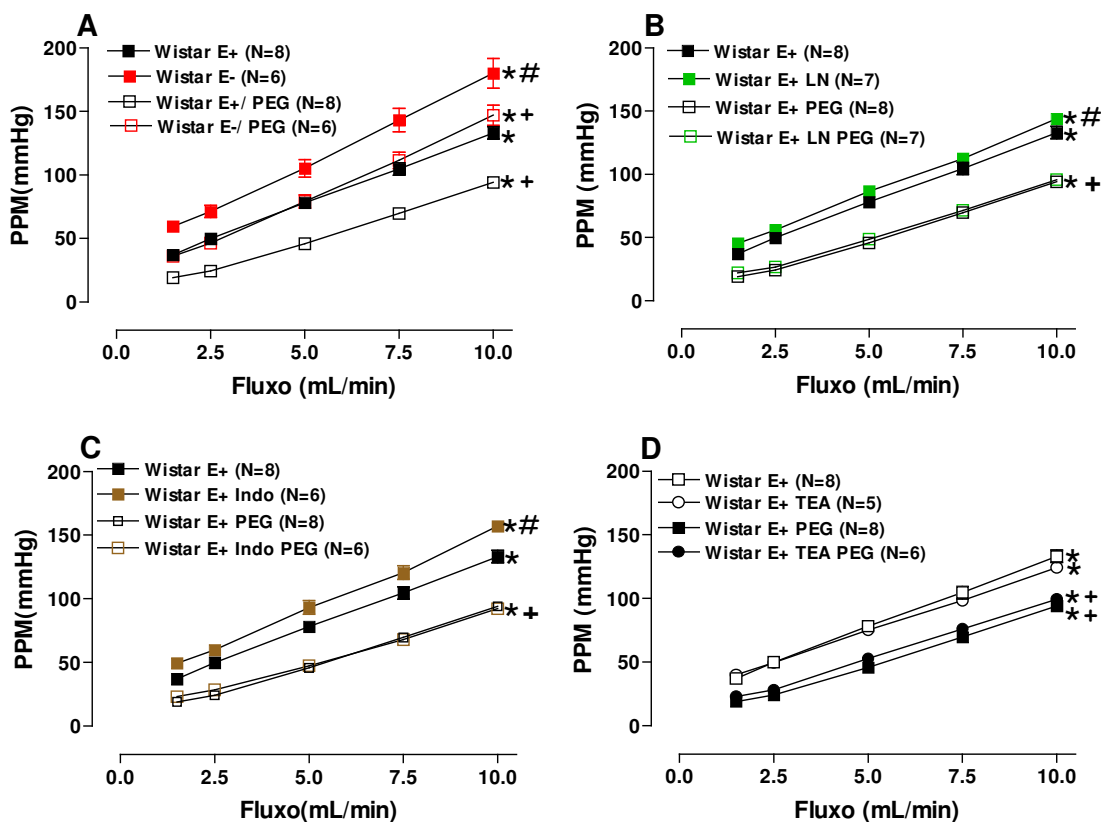 A
Wistar E+ (N=8)
Wistar E- (N=6)
Wistar E+/ PEG (N=8)
Wistar E-/ PEG (N=6)
PPM(mmHg)
200
150
100
50
0
*#
*+
*
*+
0.0 2.5 5.0 7.5 10.0
Fluxo (mL/min)
B
Wistar E+ (N=8)
Wistar E+ LN (N=7)
Wistar E+ PEG (N=8)
Wistar E+ LN PEG (N=7)
PPM (mmHg)
200
150
100
50
0
*#
*
*+
0.0 2.5 5.0 7.5 10.0
Fluxo (mL/min)
C
Wistar E+ (N=8)
Wistar E+ Indo (N=6)
Wistar E+ PEG (N=8)
Wistar E+ Indo PEG (N=6)
PPM(mmHg)
200
150
100
50
0
*#
*
*+
0.0 2.5 5.0 7.5 10.0
Fluxo(mL/min)
D
Wistar E+ (N=8)
Wistar E+ TEA (N=5)
Wistar E+ PEG (N=8)
Wistar E+ TEA PEG (N=6)
PPM (mmHg)
200
150
100
50
0
*
*
*+
*+
0.0 2.5 5.0 7.5 10.0
Fluxo (mL/min)